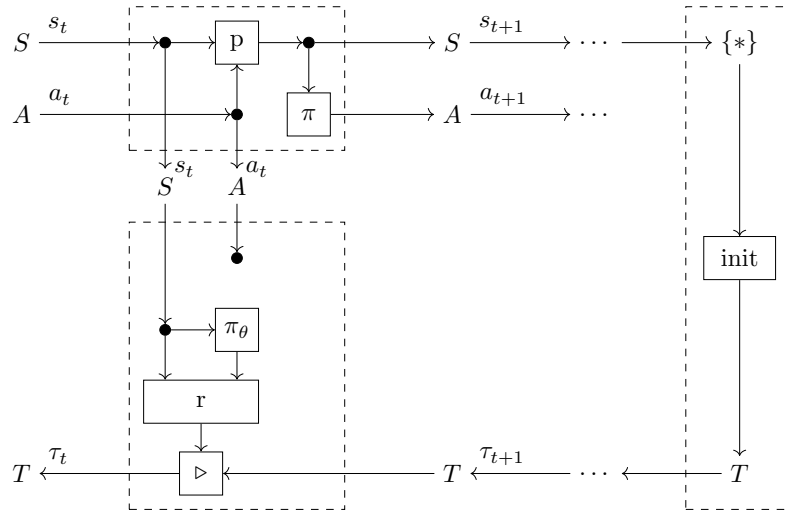 s_t s_{t+1}
S p S ⋯ {*}
a_t a_{t+1}
A π A ⋯
s_t a_t
S A
init
π_θ
r
τ_t τ_{t+1}
T ▷ T ⋯ T